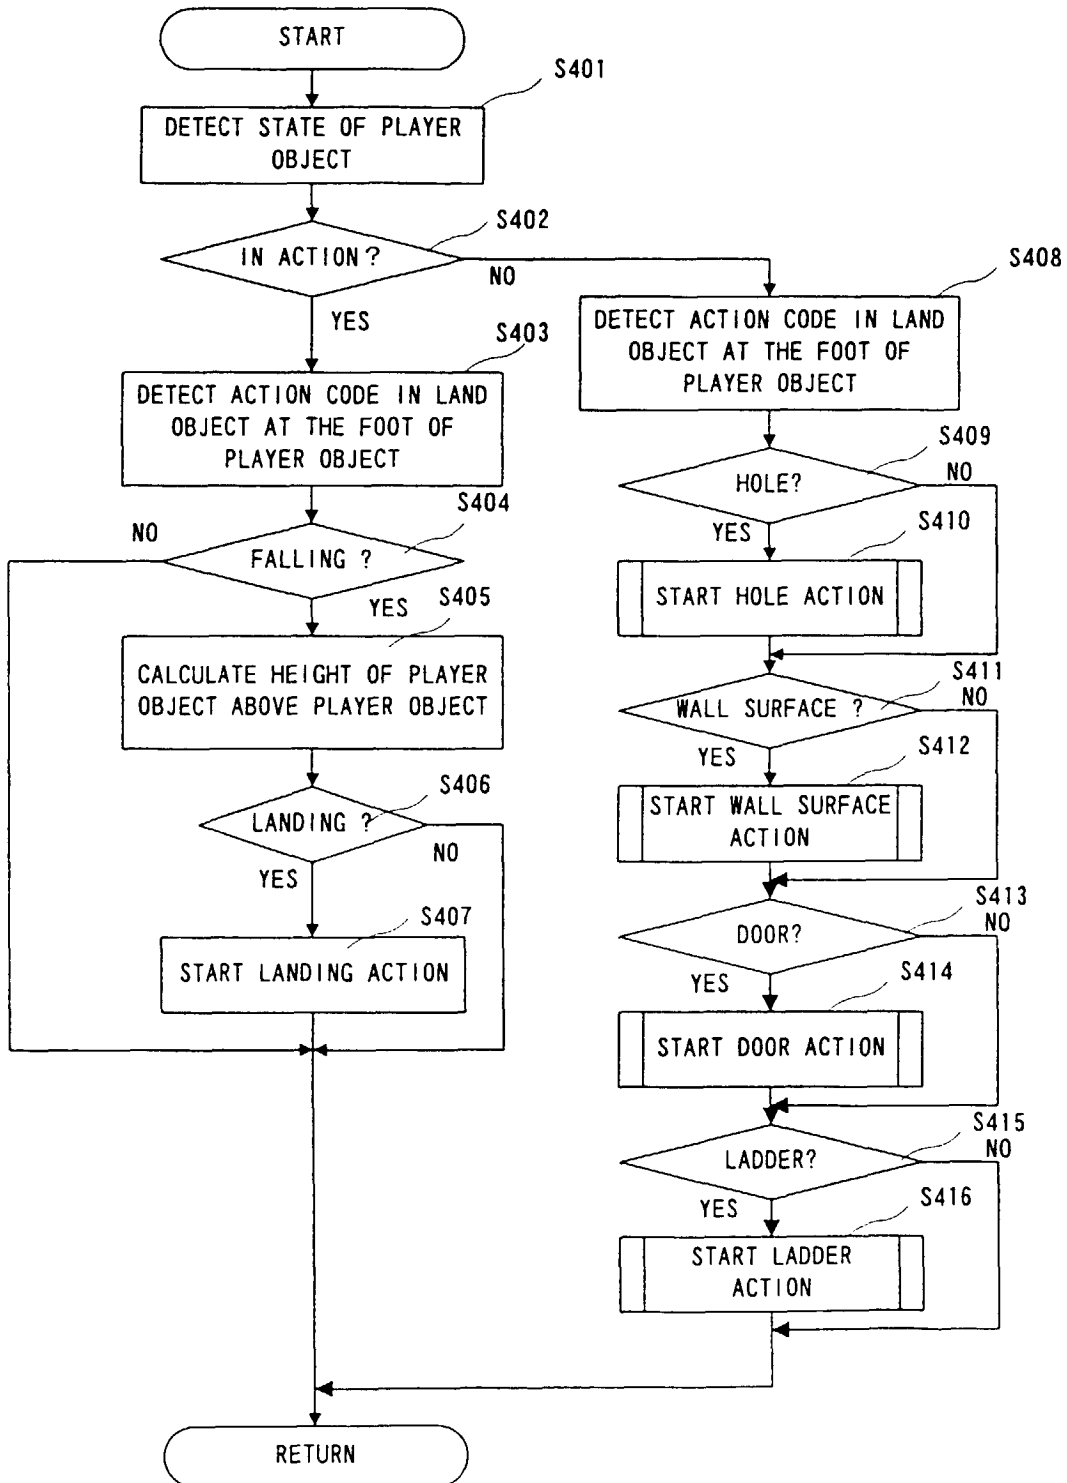 START
S401
DETECT STATE OF PLAYER
OBJECT
S402
IN ACTION?
NO
YES
S403
DETECT ACTION CODE IN LAND
OBJECT AT THE FOOT OF
PLAYER OBJECT
S404
NO
FALLING ?
YES
S405
CALCULATE HEIGHT OF PLAYER
OBJECT ABOVE PLAYER OBJECT
S406
LANDING ?
NO
YES
S407
START LANDING ACTION
S408
DETECT ACTION CODE IN LAND
OBJECT AT THE FOOT OF
PLAYER OBJECT
S409
HOLE?
NO
YES
S410
START HOLE ACTION
S411
WALL SURFACE ?
NO
YES
S412
START WALL SURFACE
ACTION
S413
DOOR?
NO
YES
S414
START DOOR ACTION
S415
LADDER?
NO
YES
S416
START LADDER
ACTION
RETURN